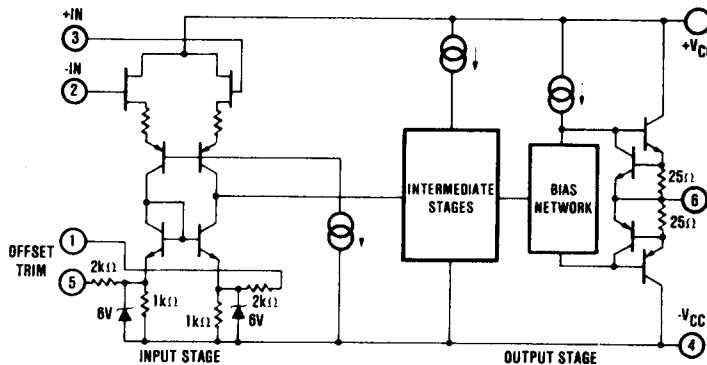 +IN
3
-IN
2
+VC
INTERMEDIATE
STAGES
BIAS
NETWORK
25Ω
6
25Ω
1
OFFSET
TRIM
5
2kΩ
2kΩ
6V
1kΩ
1kΩ
6V
-VCC
4
INPUT STAGE
OUTPUT STAGE